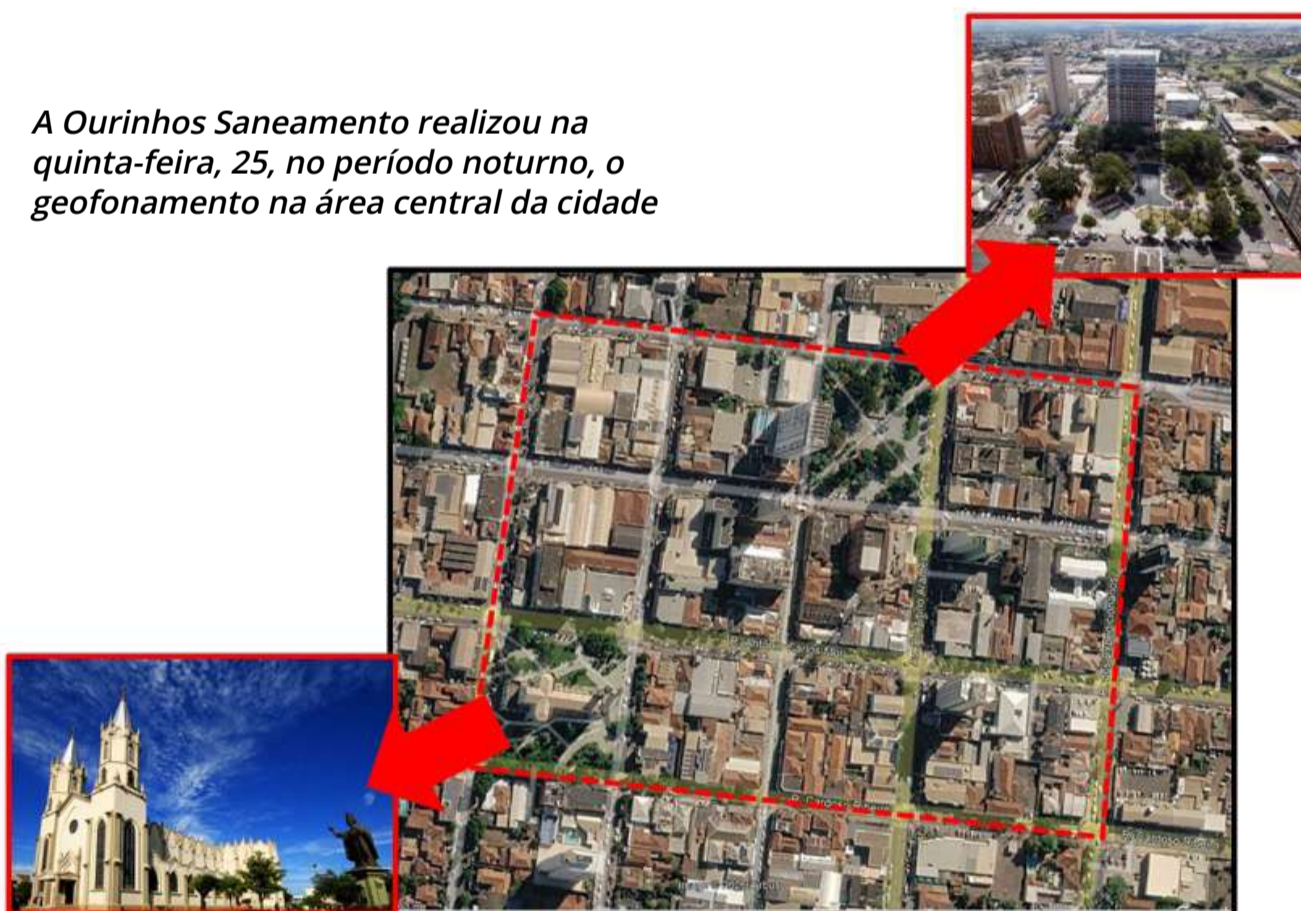 A Ourinhos Saneamento realizou na
quinta-feira, 25, no período noturno, o
geofonamento na área central da cidade